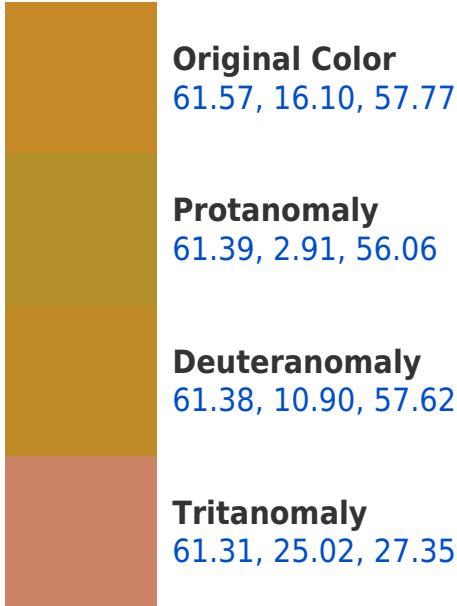 Original Color
61.57, 16.10, 57.77
Protanomaly
61.39, 2.91, 56.06
Deuteranomaly
61.38, 10.90, 57.62
Tritanomaly
61.31, 25.02, 27.35